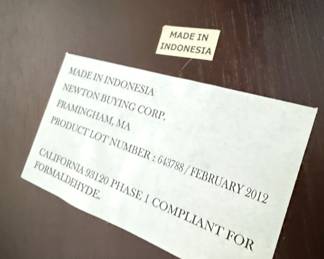 MADE IN
INDONESIA
MADE IN INDONESIA
NEWTON BUYING CORP.
FRAMINGHAM, MA
PRODUCT LOT NUMBER : 643788 / FEBRUARY 2012
CALIFORNIA 93120 PHASE 1 COMPLIANT FOR
FORMALDEHYDE.